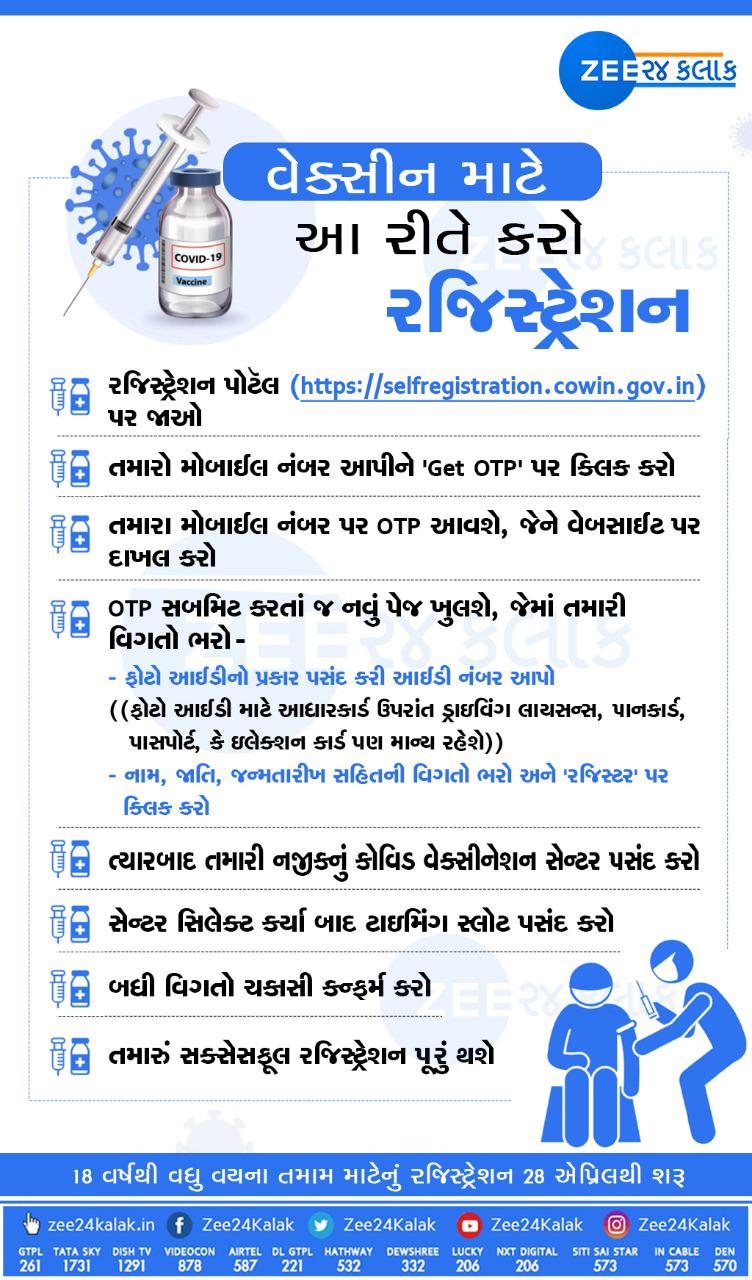 ZEE ૨૪ કલાક
COVID-19
Vaccine
વેક્સીન માટે
આ રીતે કરો
રજિસ્ટ્રેશન
રજિસ્ટ્રેશન પોર્ટલ (https://selfregistration.cowin.gov.in)
પર જાઓ
તમારો મોબાઈલ નંબર આપીને 'Get OTP' પર ક્લિક કરો
તમારા મોબાઈલ નંબર પર OTP આવશે, જેને વેબસાઈટ પર
દાખલ કરો
OTP સબમિટ કરતાં જ નવું પેજ ખુલશે, જેમાં તમારી
વિગતો ભરો-
- ફોટો આઈડીનો પ્રકાર પસંદ કરી આઈડી નંબર આપો
((ફોટો આઈડી માટે આધારકાર્ડ ઉપરાંત ડ્રાઇવિંગ લાયસન્સ, પાનકાર્ડ,
પાસપોર્ટ, કે ઇલેક્શન કાર્ડ પણ માન્ય રહેશે))
- નામ, જાતિ, જન્મતારીખ સહિતની વિગતો ભરો અને 'રજિસ્ટર' પર
ક્લિક કરો
ત્યારબાદ તમારી નજીકનું કોવિડ વેક્સીનેશન સેન્ટર પસંદ કરો
સેન્ટર સિલેક્ટ કર્યા બાદ ટાઇમિંગ સ્લોટ પસંદ કરો
બધી વિગતો ચકાસી કન્ફર્મ કરો
તમારું સક્સેસફૂલ રજિસ્ટ્રેશન પૂરું થશે
18 વર્ષથી વધુ વયના તમામ માટેનું રજિસ્ટ્રેશન 28 એપ્રિલથી શરૂ
zee24kalak.in Zee24Kalak Zee24Kalak Zee24Kalak Zee24Kalak
GTPL TATA SKY DISH TV VIDEOCON AIRTEL DL GTPL HATHWAY DEWSHREE LUCKY NXT DIGITAL SITI SAI STAR IN CABLE DEN
261 1731 1291 878 587 221 532 332 206 206 573 573 570